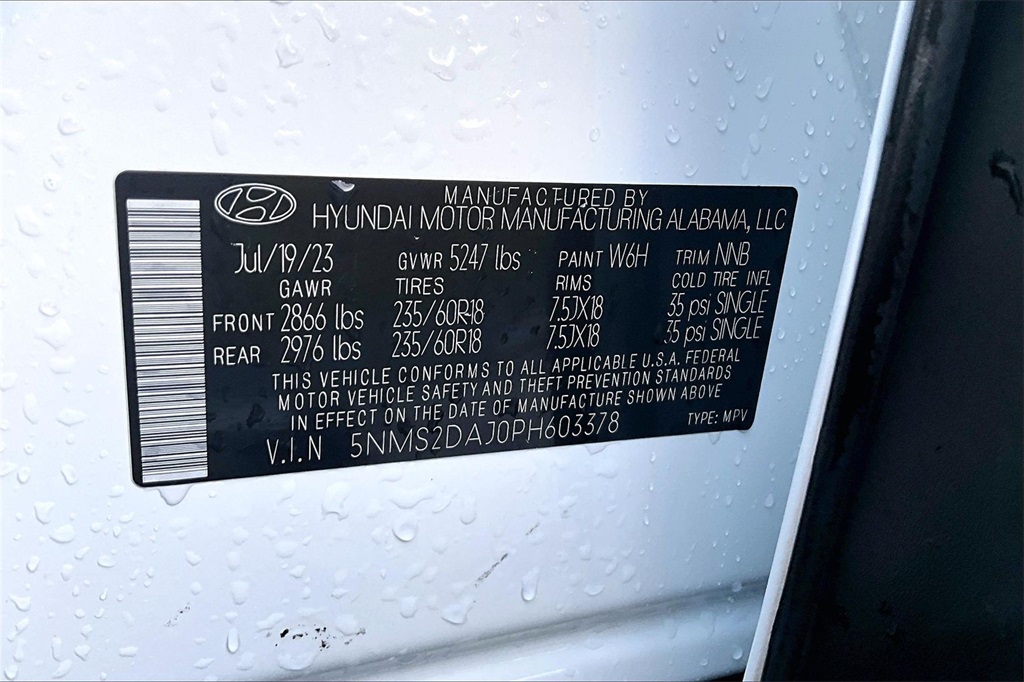 MANUFACTURED BY
HYUNDAI MOTOR MANUFACTURING ALABAMA, LLC
Jul/19/23 GVWR 5247 lbs PAINT W6H TRIM NNB
GAWR TIRES RIMS COLD TIRE INFL
FRONT 2866 lbs 235/60R18 7.5JX18 35 psi SINGLE
REAR 2976 lbs 235/60R18 7.5JX18 35 psi SINGLE
THIS VEHICLE CONFORMS TO ALL APPLICABLE U.S.A. FEDERAL
MOTOR VEHICLE SAFETY AND THEFT PREVENTION STANDARDS
IN EFFECT ON THE DATE OF MANUFACTURE SHOWN ABOVE
V.I.N 5NMS2DAJ0PH603378 TYPE: MPV